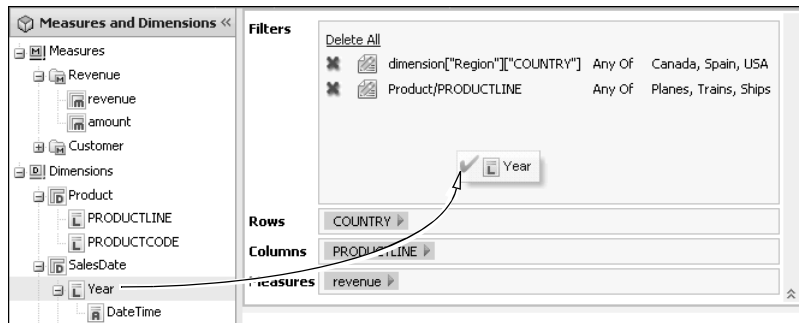 Measures and Dimensions «
Measures
Revenue
revenue
amount
Customer
Dimensions
Product
PRODUCTLINE
PRODUCTCODE
SalesDate
Year
DateTime
Filters
Delete All
dimension["Region"]["COUNTRY"] Any Of Canada, Spain, USA
Product/PRODUCTLINE Any Of Planes, Trains, Ships
Year
Rows COUNTRY
Columns PRODUCTLINE
Measures revenue